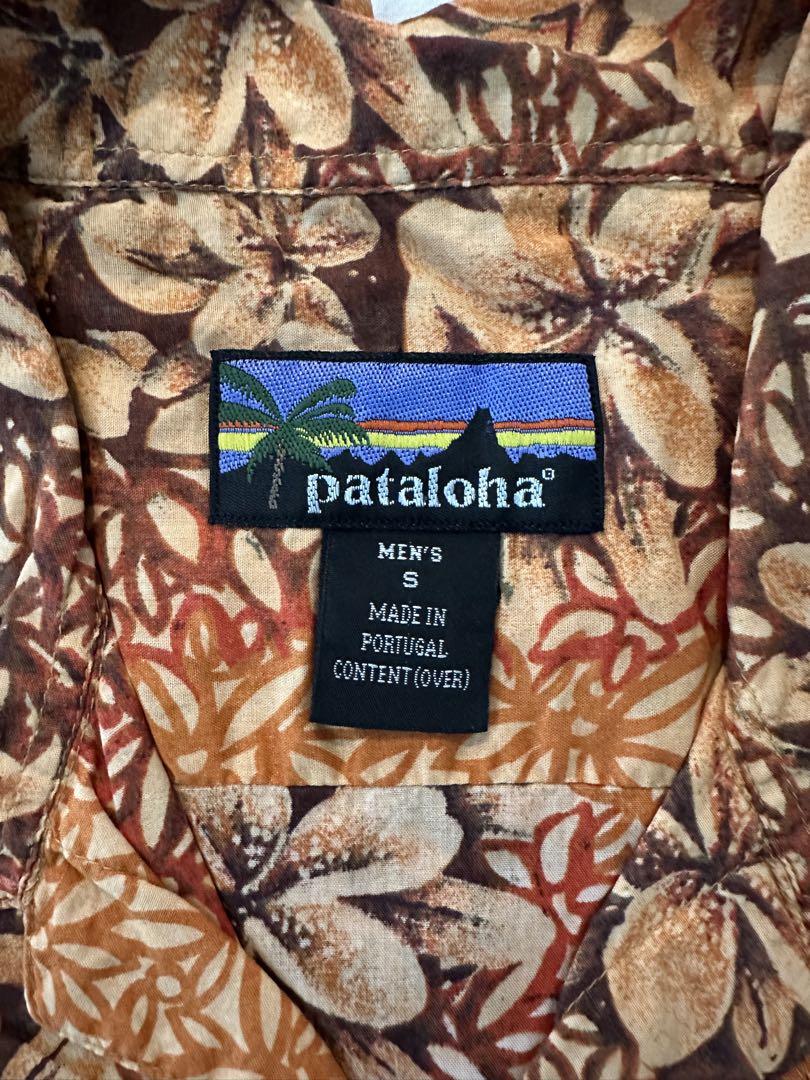 pataloha®
MEN'S
S
MADE IN
PORTUGAL
CONTENT (OVER)